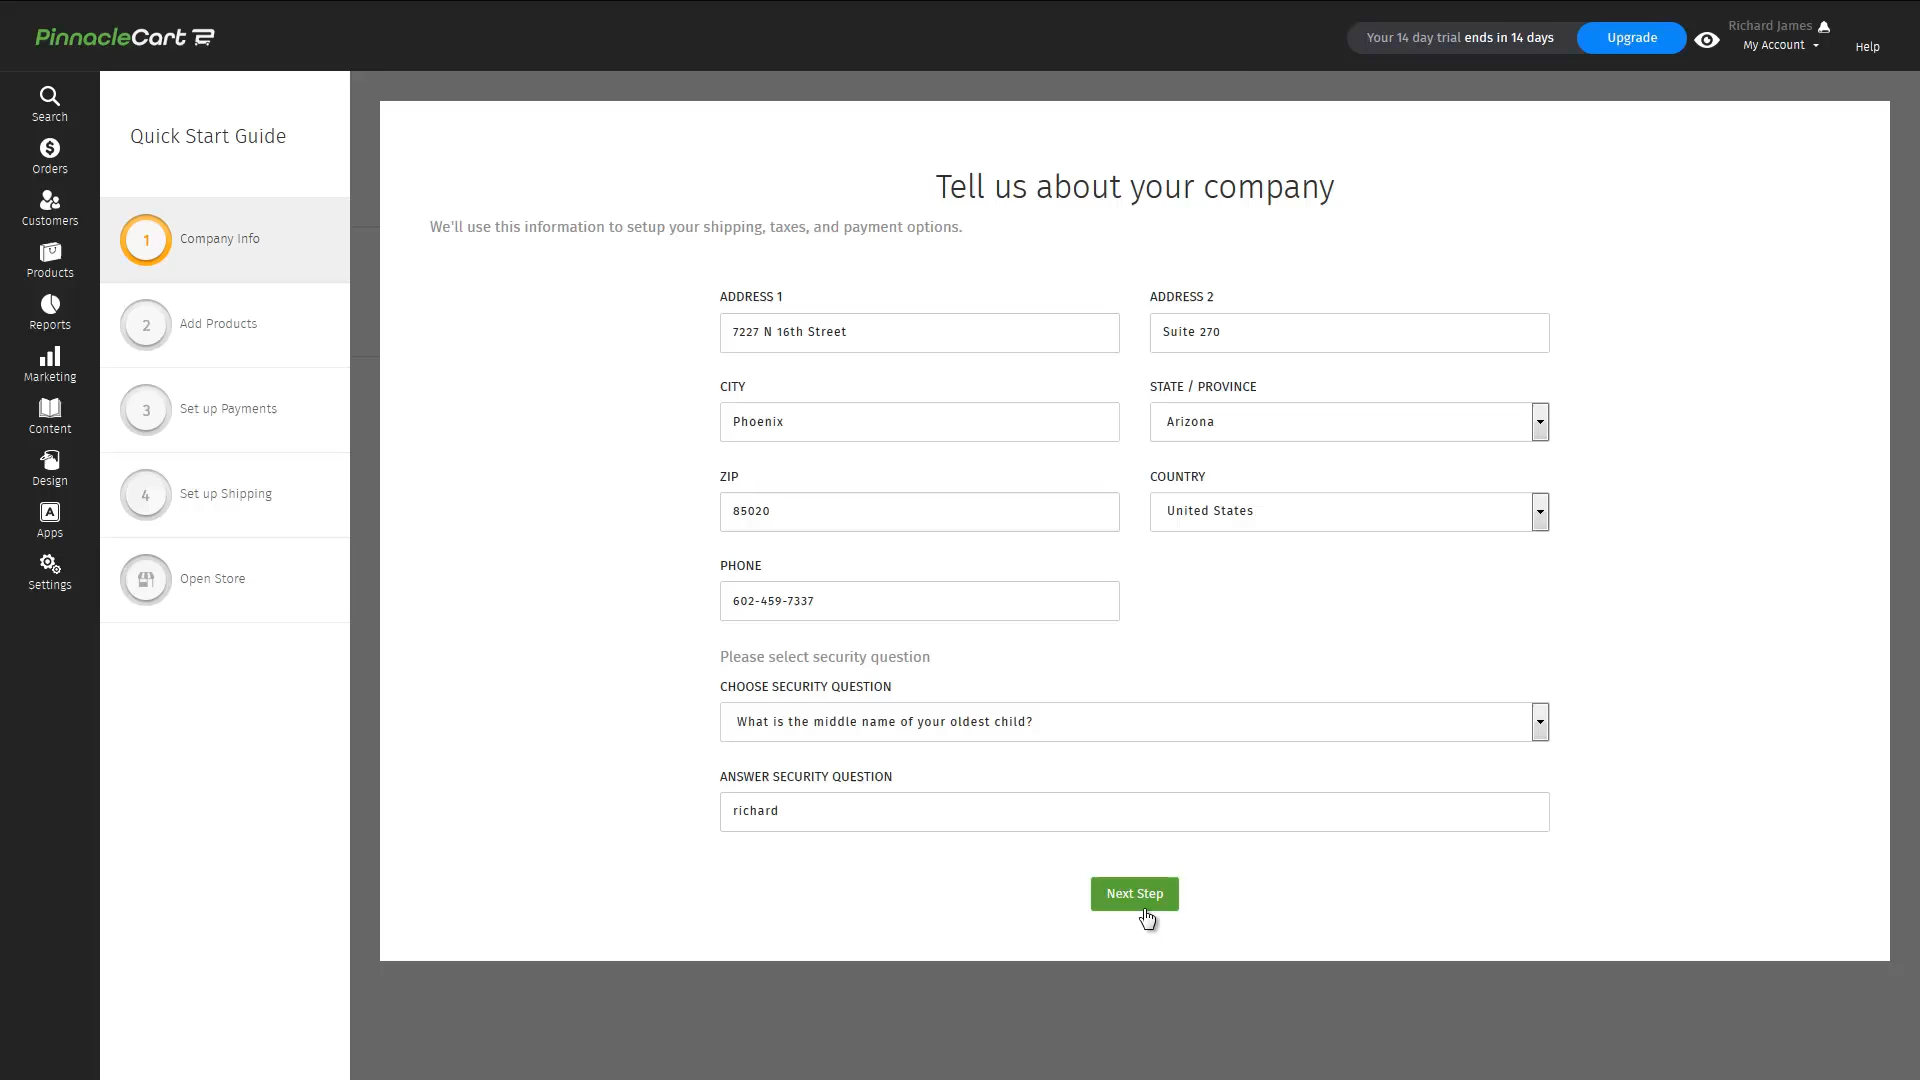 PinnacleCart
Your 14 day trial ends in 14 days
Upgrade
Richard James
My Account
Help
Search
Orders
Customers
Products
Reports
Marketing
Content
Design
A
Apps
Settings
Quick Start Guide
1 Company Info
2 Add Products
3 Set up Payments
4 Set up Shipping
Open Store
Tell us about your company
We'll use this information to setup your shipping, taxes, and payment options.
ADDRESS 1
7227 N 16th Street
ADDRESS 2
Suite 270
CITY
Phoenix
STATE / PROVINCE
Arizona
ZIP
85020
COUNTRY
United States
PHONE
602-459-7337
Please select security question
CHOOSE SECURITY QUESTION
What is the middle name of your oldest child?
ANSWER SECURITY QUESTION
richard
Next Step